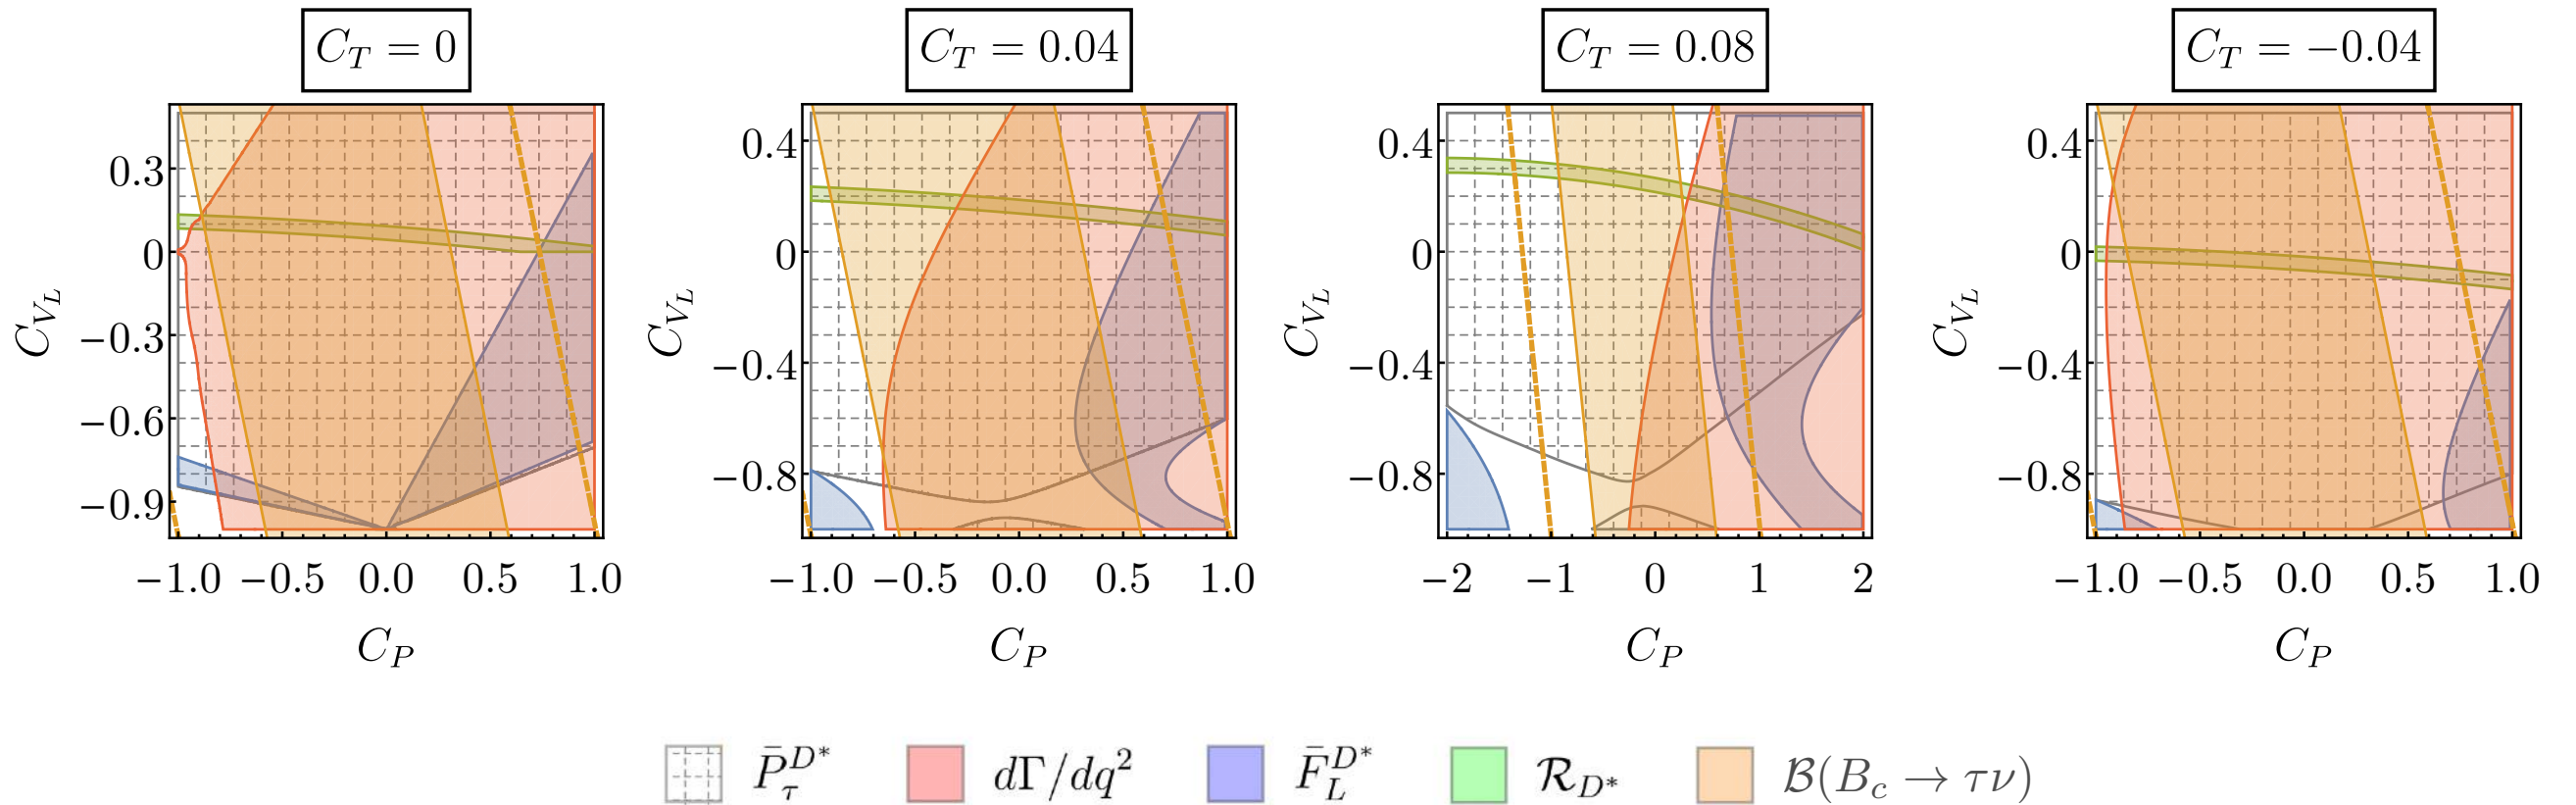 C_T = 0
C_T = 0.04
C_T = 0.08
C_T = −0.04
C_{V_L}
0.3
0
−0.3
−0.6
−0.9
−1.0 −0.5 0.0 0.5 1.0
C_P
C_{V_L}
0.4
0
−0.4
−0.8
−1.0 −0.5 0.0 0.5 1.0
C_P
C_{V_L}
0.4
0
−0.4
−0.8
−2 −1 0 1 2
C_P
C_{V_L}
0.4
0
−0.4
−0.8
−1.0 −0.5 0.0 0.5 1.0
C_P
P̄_τ^{D*} dΓ/dq² F̄_L^{D*} ℛ_{D*} ℬ(B_c → τν)